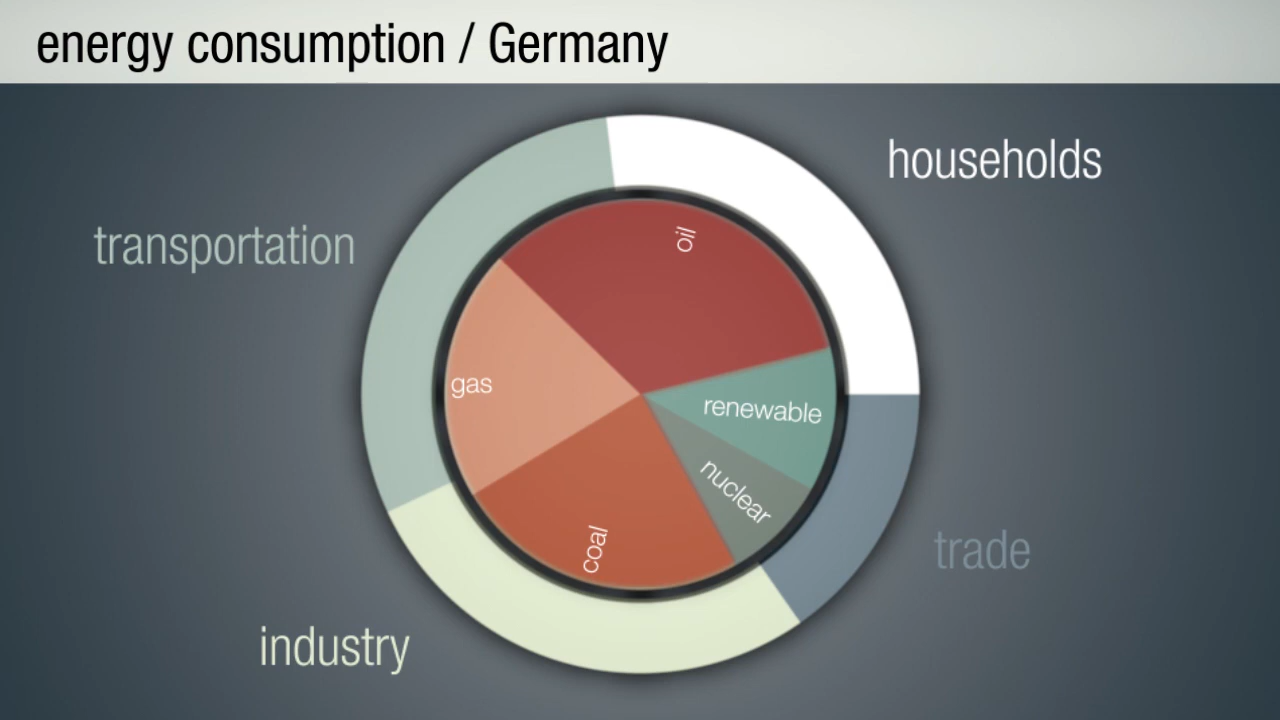 energy consumption / Germany
households
transportation
oil
gas
renewable
nuclear
coal
trade
industry